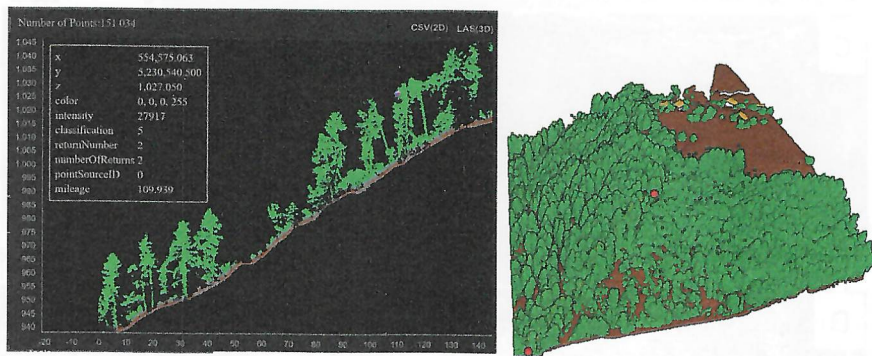 Number of Points:151.034
CSV(2D) LAS(3D)
x 554,575.063
y 5,230,540,500
z 1,027.050
color 0, 0, 0, 255
intensity 27917
classification 5
returnNumber 2
numberOfReturns 2
pointSourceID 0
mileage 109,939
1.045
1.040
1.035
1.030
1.025
1.020
1.015
1.010
1.005
1.000
995
990
985
980
975
970
965
960
955
950
945
940
-20 -10 0 10 20 30 40 50 60 70 80 90 100 110 120 130 140